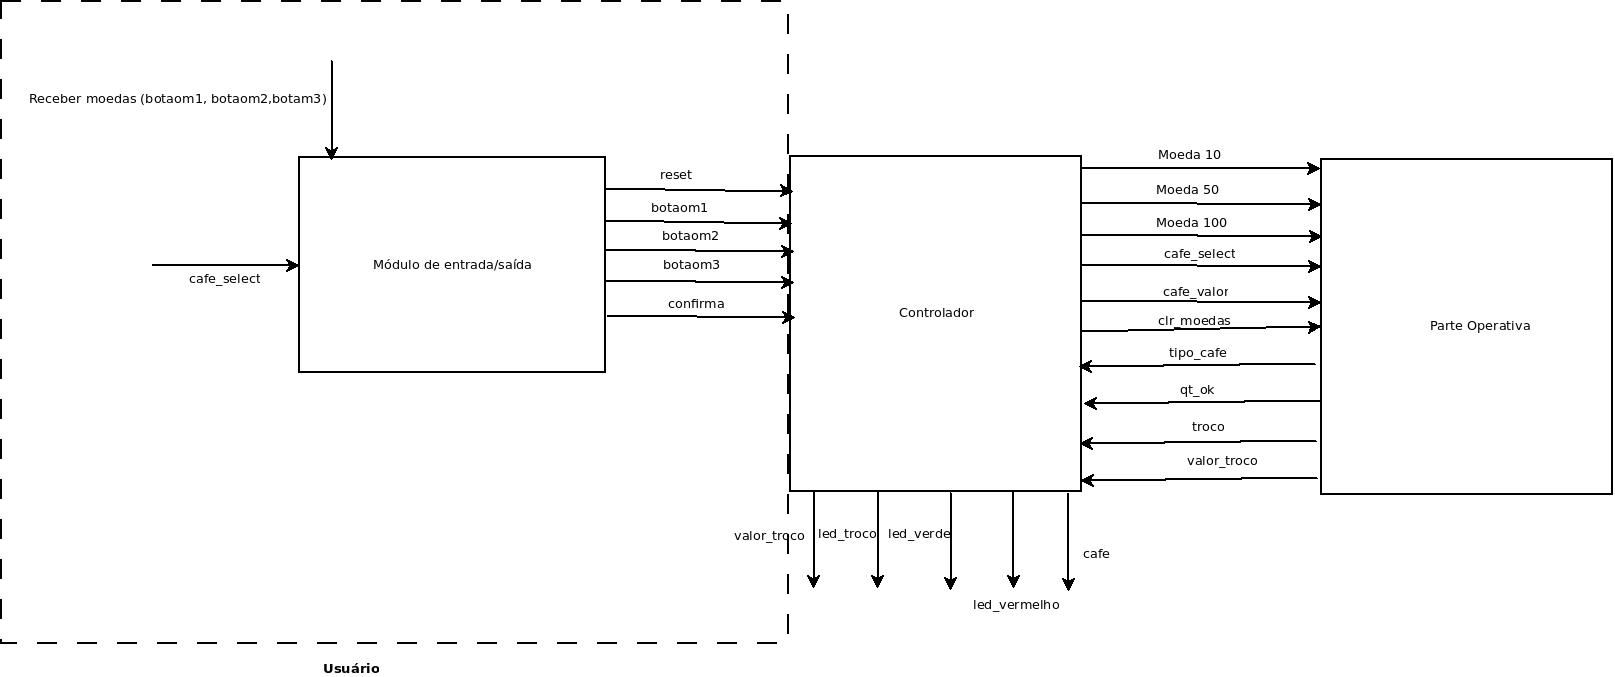 Receber moedas (botaom1, botaom2,botam3)
cafe_select
Módulo de entrada/saída
reset
botaom1
botaom2
botaom3
confirma
Controlador
Moeda 10
Moeda 50
Moeda 100
cafe_select
cafe_valor
clr_moedas
tipo_cafe
qt_ok
troco
valor_troco
Parte Operativa
valor_troco
led_troco
led_verde
led_vermelho
cafe
Usuário